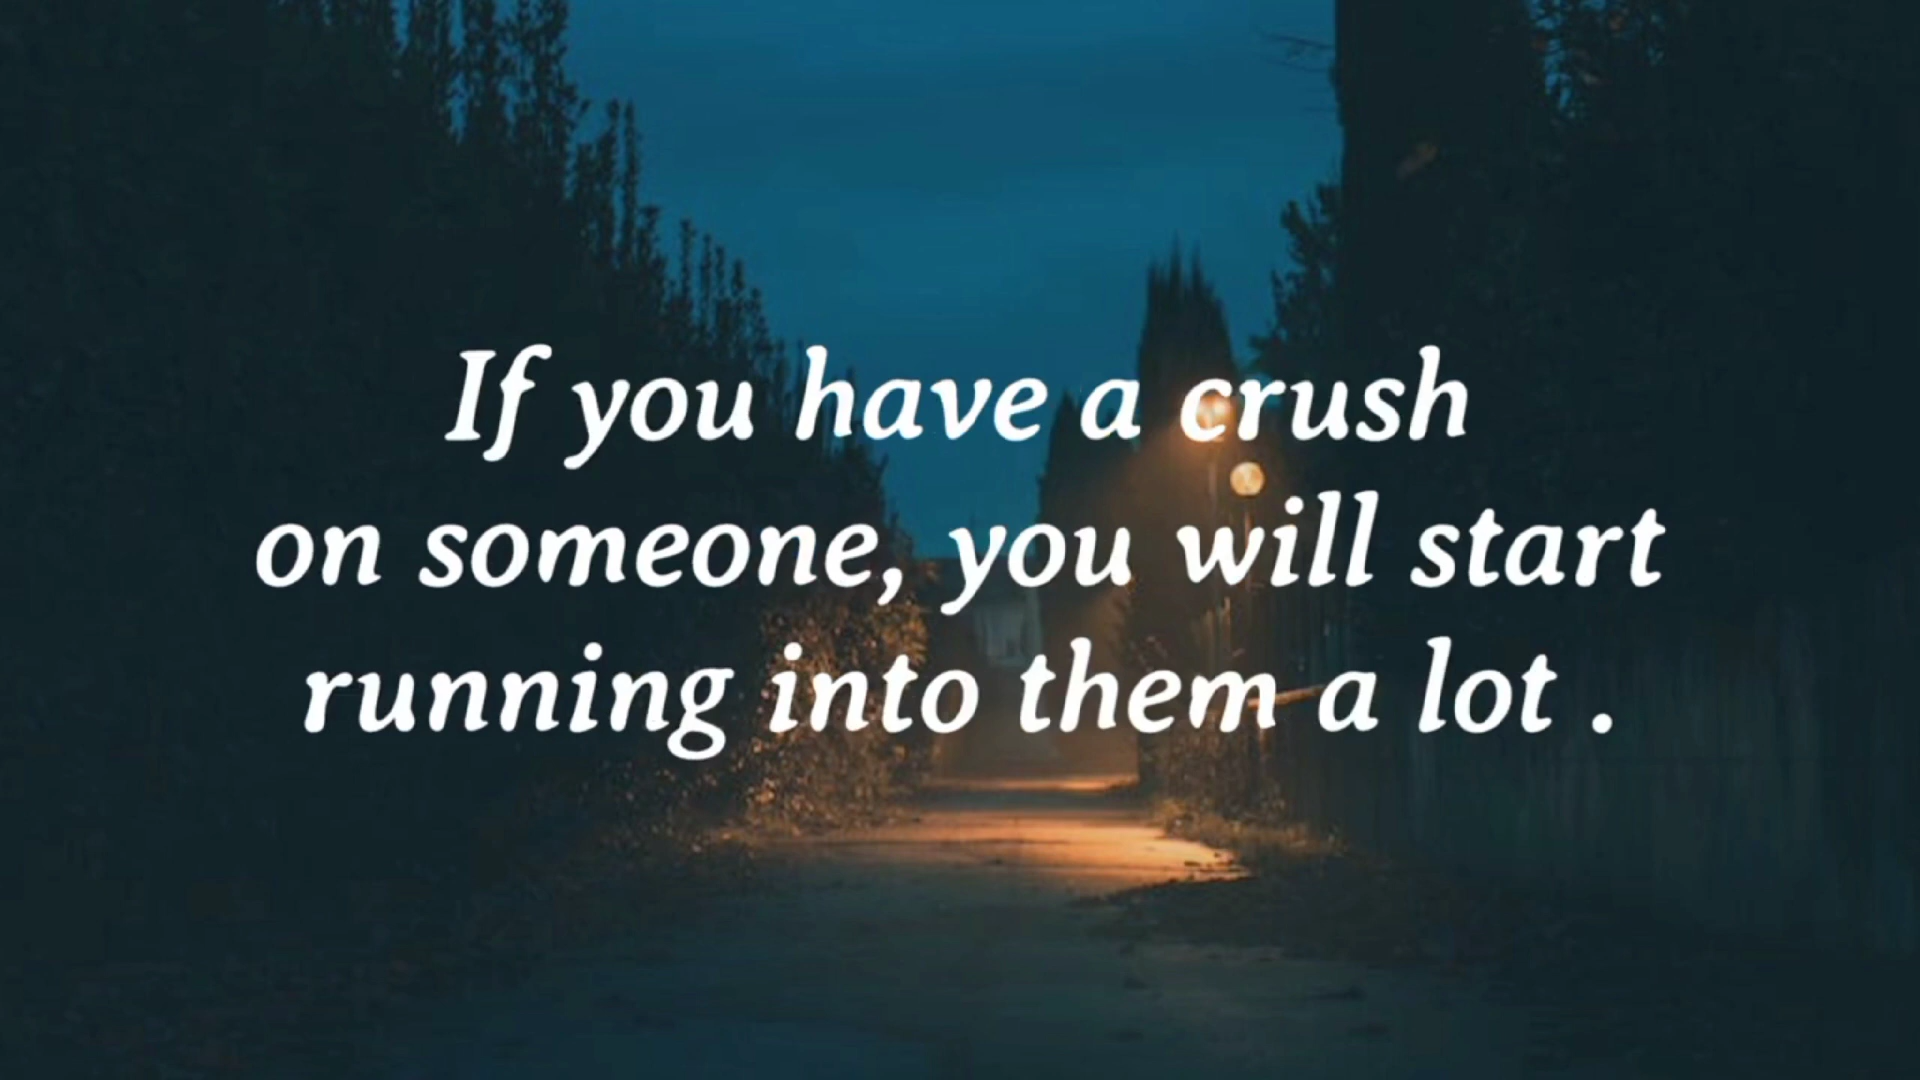 If you have a crush
on someone, you will start
running into them a lot .